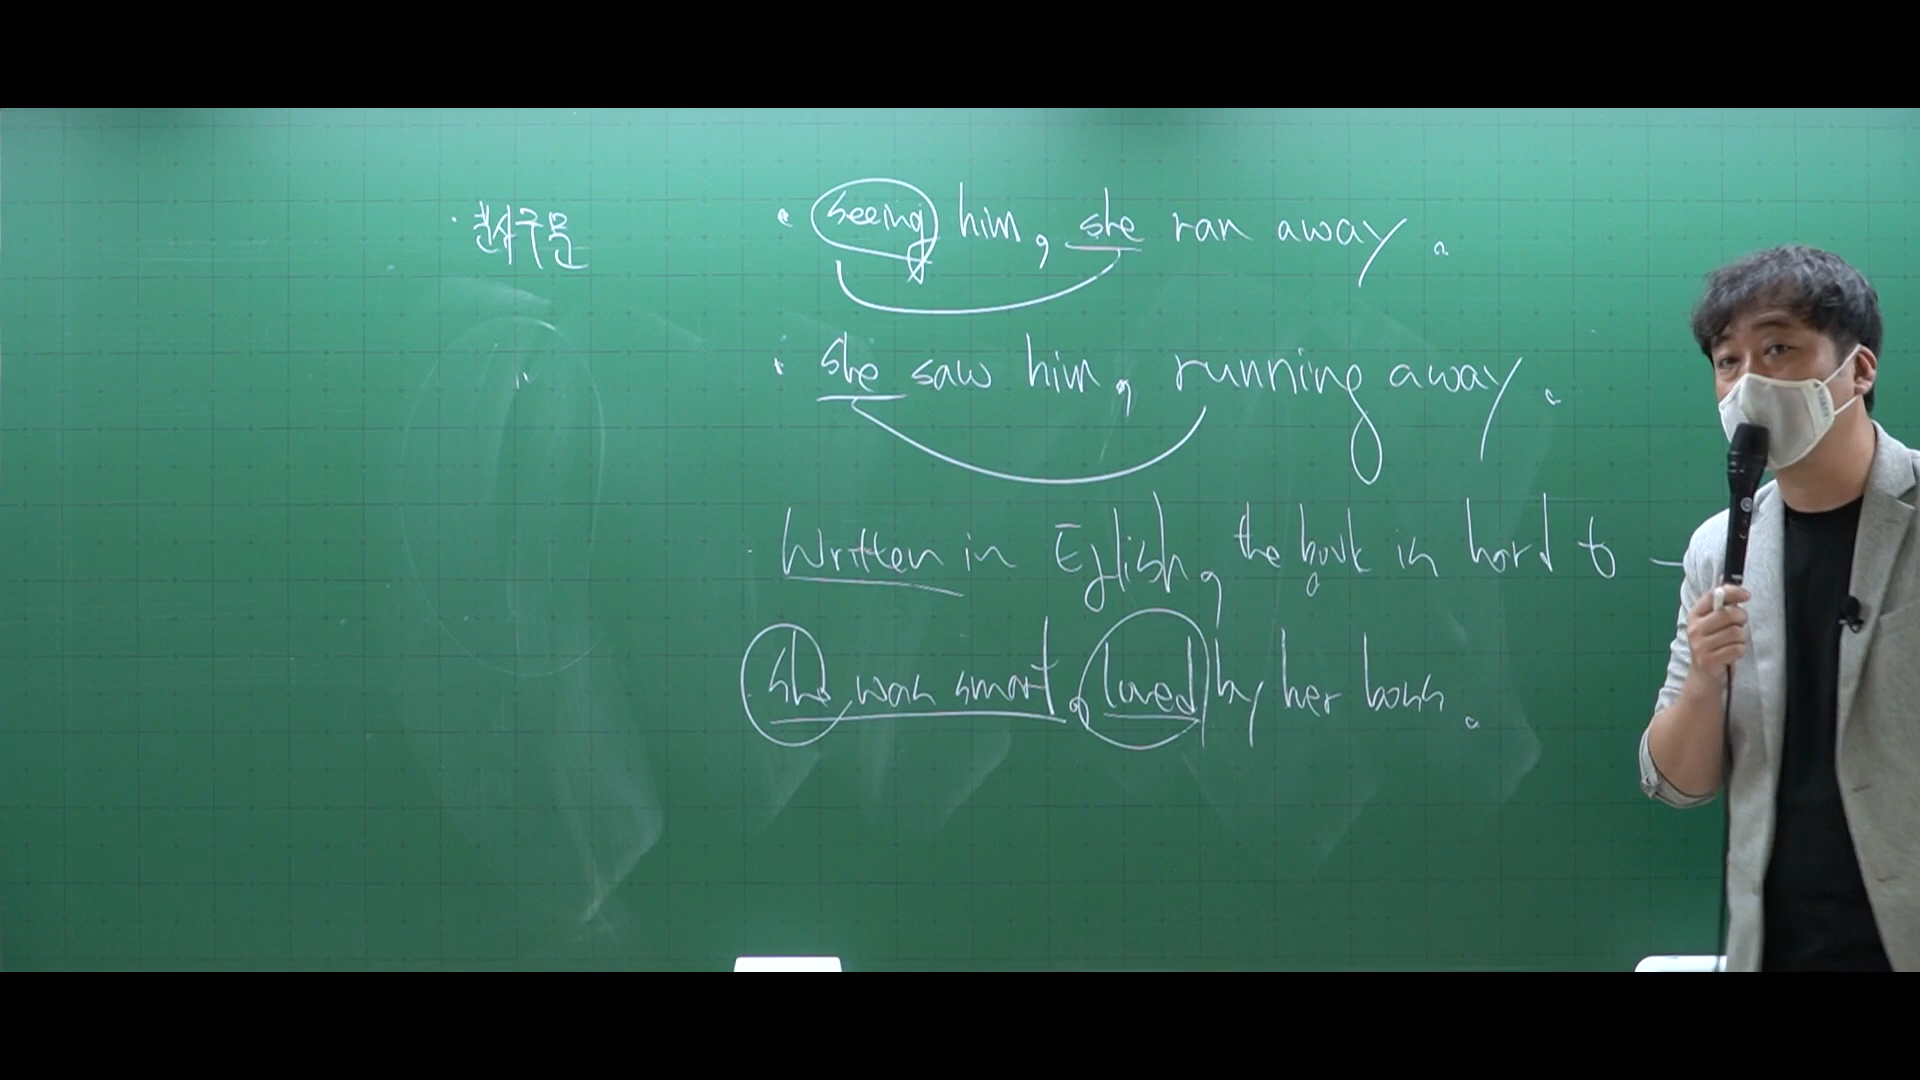 · 분사구문
· seeing him, she ran away.
· she saw him, running away.
· Written in Eglish, the book is hard to —
she was smart, loved by her boss.